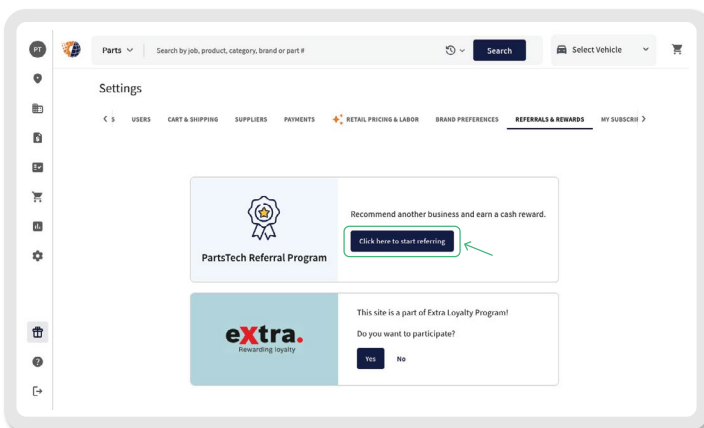 PT
Parts
Search by job, product, category, brand or part #
Search
Select Vehicle
Settings
S
USERS
CART & SHIPPING
SUPPLIERS
PAYMENTS
RETAIL PRICING & LABOR
BRAND PREFERENCES
REFERRALS & REWARDS
MY SUBSCRI
Recommend another business and earn a cash reward.
Click here to start referring
PartsTech Referral Program
This site is a part of Extra Loyalty Program!
Do you want to participate?
eXtra.
Rewarding loyalty
Yes
No